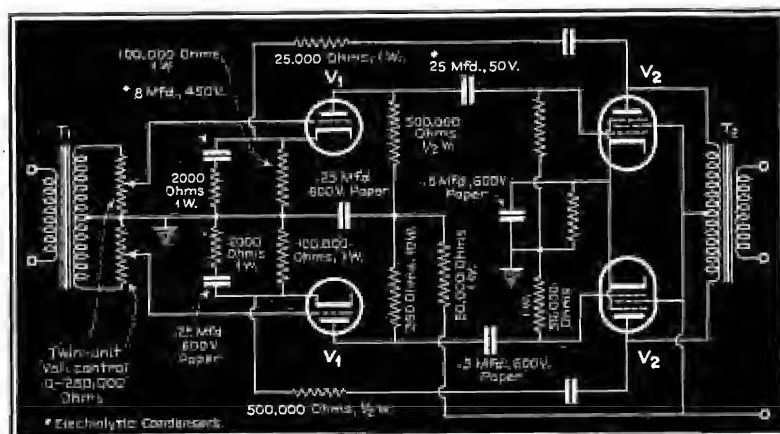 100,000 Ohms,
1W.
* 8 Mfd., 450V.
25,000 Ohms, 1W.
V1
* 25 Mfd., 50V.
V2
T1
T2
500,000
Ohms
1/2 W.
2000
Ohms
1W.
.25 Mfd
600V.
Paper
.5 Mfd, 600V.
Paper
2000
Ohms
1W.
100,000-
Ohms, 1W.
250 Ohms, 10W.
50,000 Ohms
1W.
1W.
Ohms
.25 Mfd
600V
Paper
V1
V2
.5 Mfd, 600V.
Paper
Twin-unit
Vol. control
0-250,000
Ohms
500,000 Ohms, 1/2 W.
* Electrolytic Condensers.